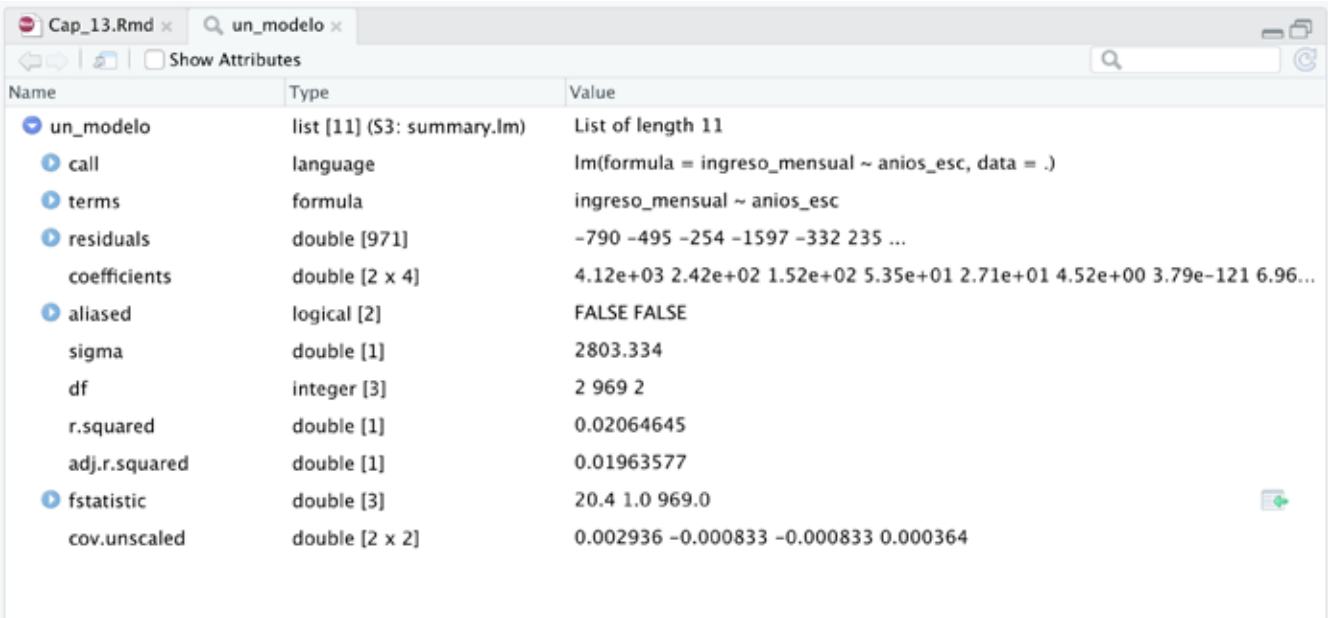 Cap_13.Rmd × un_modelo ×
Show Attributes
Name Type Value
un_modelo list [11] (S3: summary.lm) List of length 11
call language lm(formula = ingreso_mensual ~ anios_esc, data = .)
terms formula ingreso_mensual ~ anios_esc
residuals double [971] -790 -495 -254 -1597 -332 235 ...
coefficients double [2 x 4] 4.12e+03 2.42e+02 1.52e+02 5.35e+01 2.71e+01 4.52e+00 3.79e-121 6.96...
aliased logical [2] FALSE FALSE
sigma double [1] 2803.334
df integer [3] 2 969 2
r.squared double [1] 0.02064645
adj.r.squared double [1] 0.01963577
fstatistic double [3] 20.4 1.0 969.0
cov.unscaled double [2 x 2] 0.002936 -0.000833 -0.000833 0.000364